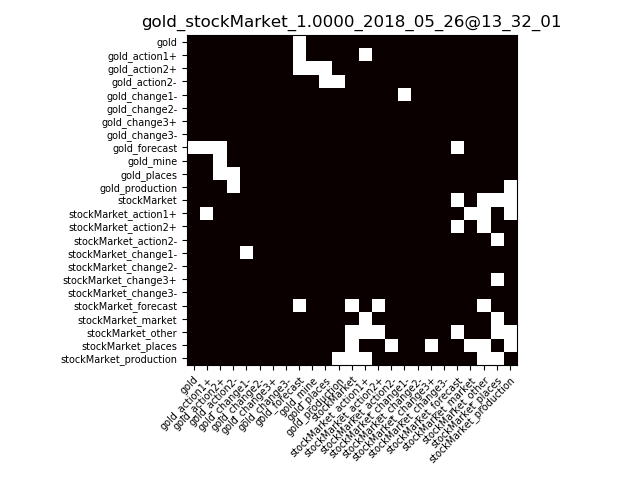 gold_stockMarket_1.0000_2018_05_26@13_32_01
gold
gold_action1+
gold_action2+
gold_action2-
gold_change1-
gold_change2-
gold_change3+
gold_change3-
gold_forecast
gold_mine
gold_places
gold_production
stockMarket
stockMarket_action1+
stockMarket_action2+
stockMarket_action2-
stockMarket_change1-
stockMarket_change2-
stockMarket_change3+
stockMarket_change3-
stockMarket_forecast
stockMarket_market
stockMarket_other
stockMarket_places
stockMarket_production
gold
gold_action1+
gold_action2+
gold_action2-
gold_change1-
gold_change2-
gold_change3+
gold_change3-
gold_forecast
gold_mine
gold_places
gold_production
stockMarket
stockMarket_action1+
stockMarket_action2+
stockMarket_action2-
stockMarket_change1-
stockMarket_change2-
stockMarket_change3+
stockMarket_change3-
stockMarket_forecast
stockMarket_market
stockMarket_other
stockMarket_places
stockMarket_production